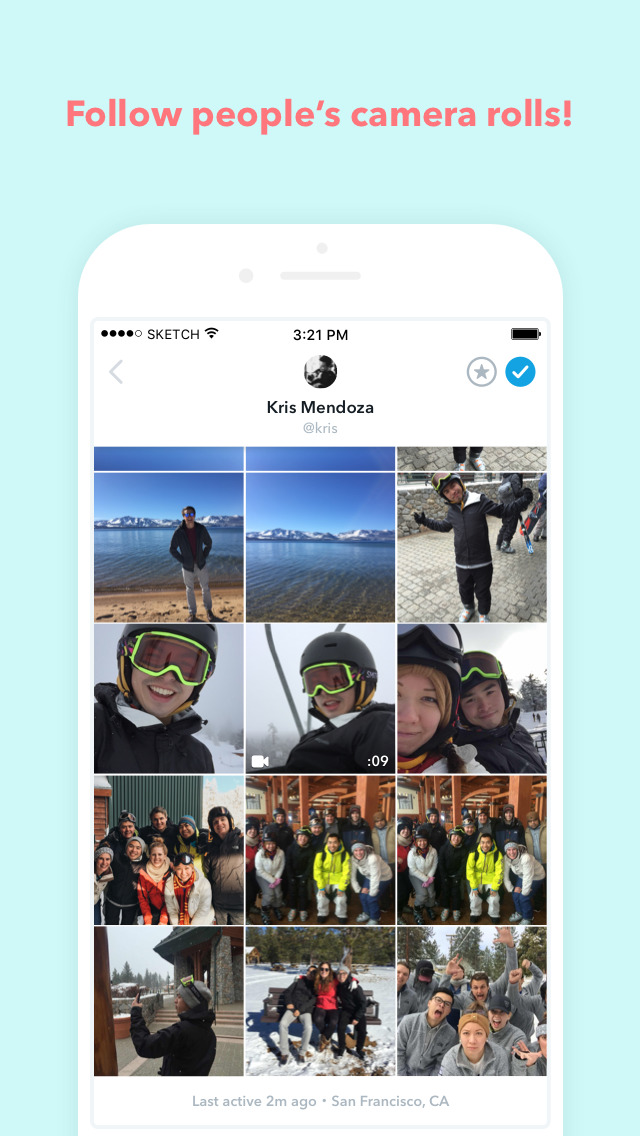 Follow people's camera rolls!
SKETCH 3:21 PM
Kris Mendoza
@kris
:09
Last active 2m ago • San Francisco, CA